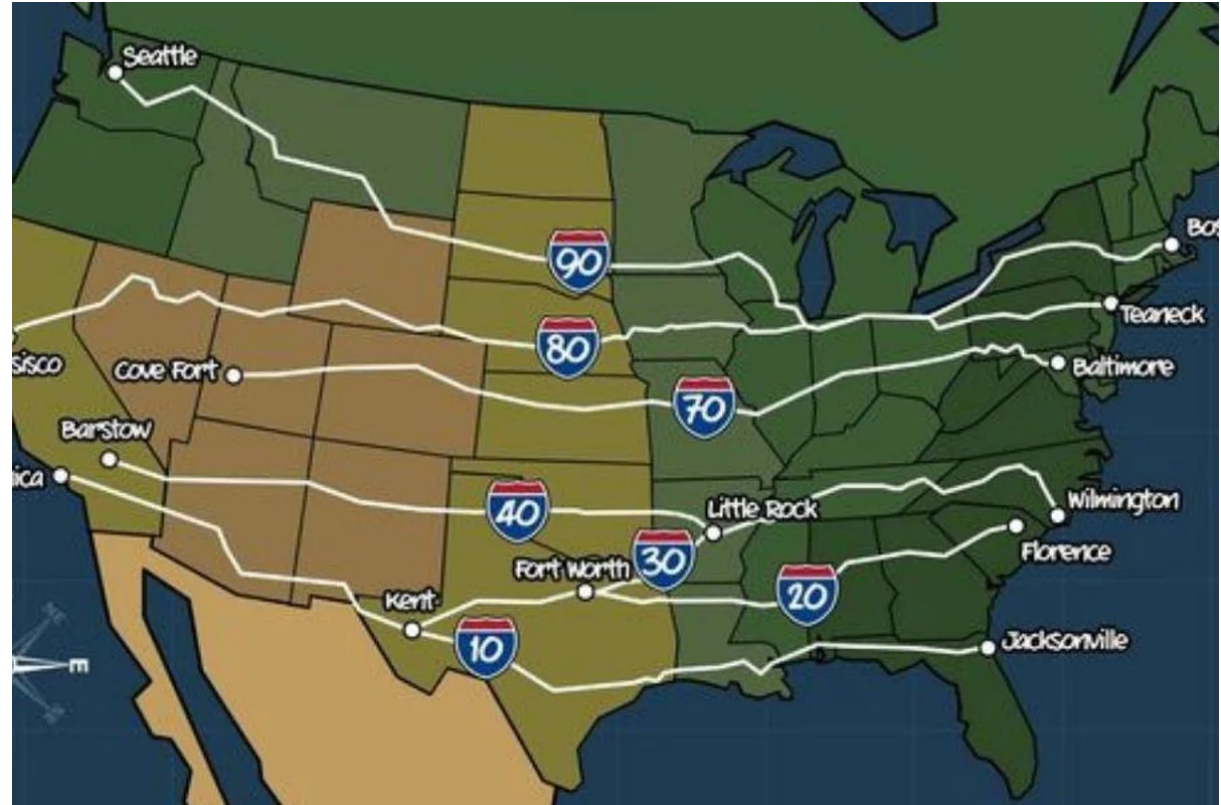 Seattle
90
Bos
80
Teaneck
sisco
Cove Fort
Baltimore
70
Barstow
ica
40
Little Rock
Wilmington
30
Fort Worth
Florence
20
Kent
10
Jacksonville
m